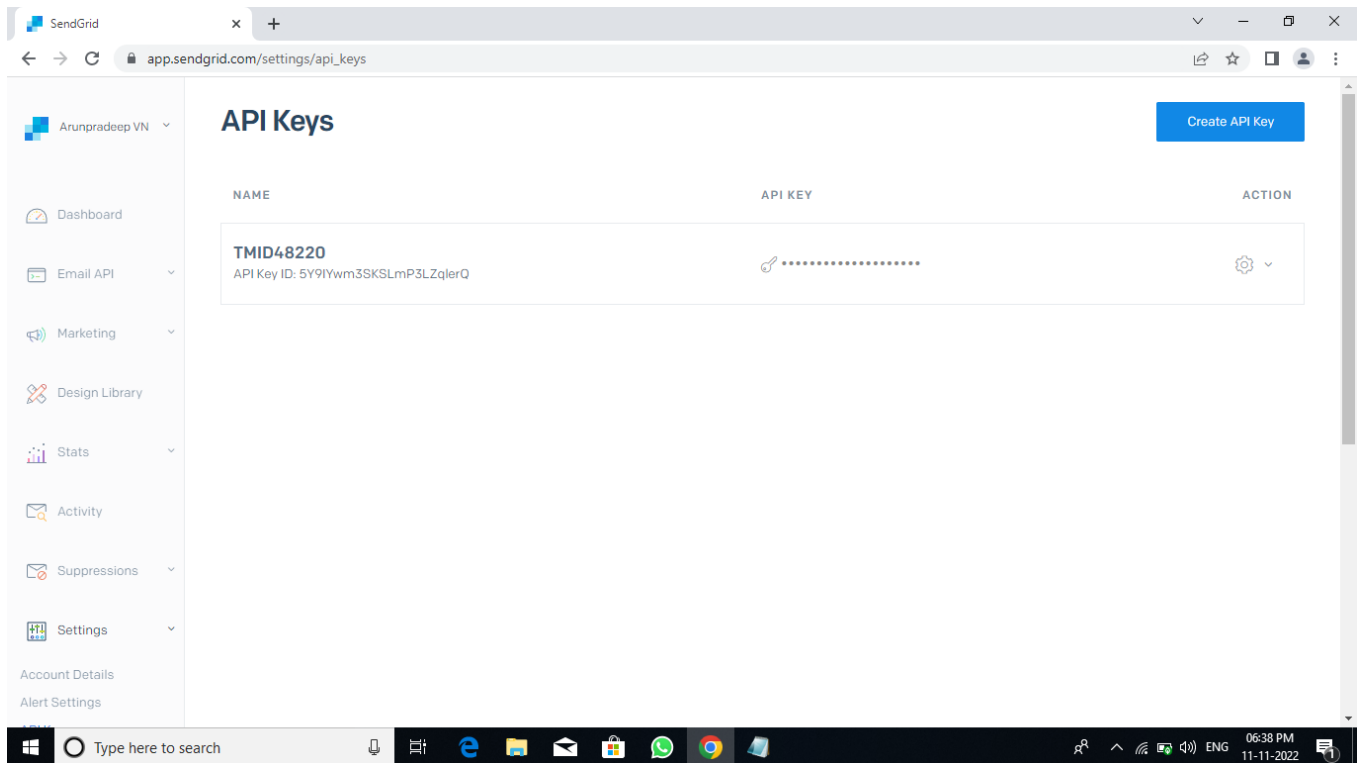 SendGrid
app.sendgrid.com/settings/api_keys
Arunpradeep VN
API Keys
Create API Key
NAME API KEY ACTION
TMID48220
API Key ID: 5Y9IYwm3SKSLmP3LZqlerQ
••••••••••••••••••••
Dashboard
Email API
Marketing
Design Library
Stats
Activity
Suppressions
Settings
Account Details
Alert Settings
Type here to search
ENG
06:38 PM
11-11-2022
1